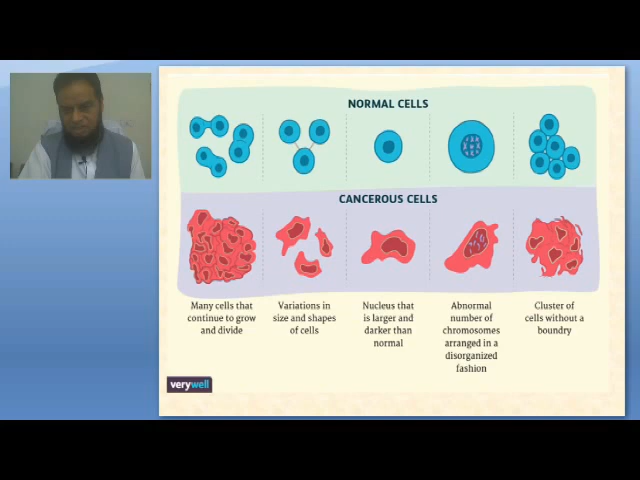 NORMAL CELLS
CANCEROUS CELLS
Many cells that
continue to grow
and divide
Variations in
size and shapes
of cells
Nucleus that
is larger and
darker than
normal
Abnormal
number of
chromosomes
arranged in a
disorganized
fashion
Cluster of
cells without a
boundry
verywell